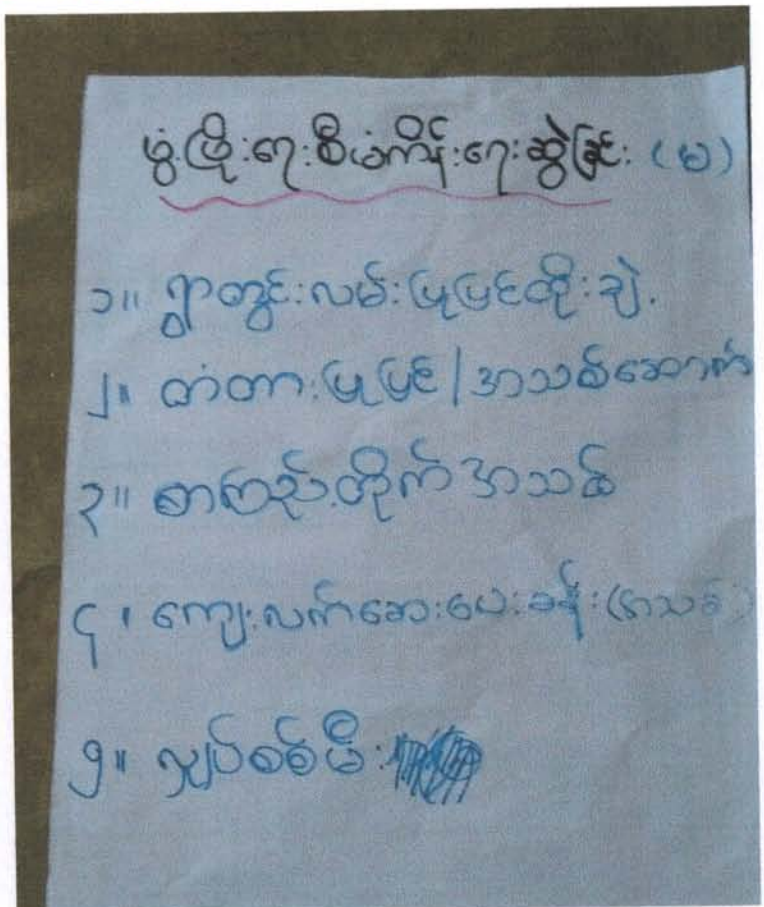 ဖွံ့ဖြိုးရေးစီမံကိန်းရေးဆွဲခြင်း (မ)
၁။ ရွာတွင်းလမ်းပြုပြင်ထိုးချဲ့
၂။ တံတားပြုပြင်/အသစ်ဆောက်
၃။ စာကြည့်တိုက်အသစ်
၄။ ကျေးလက်ဆေးပေးခန်း(အသစ်)
၅။ လျှပ်စစ်မီး